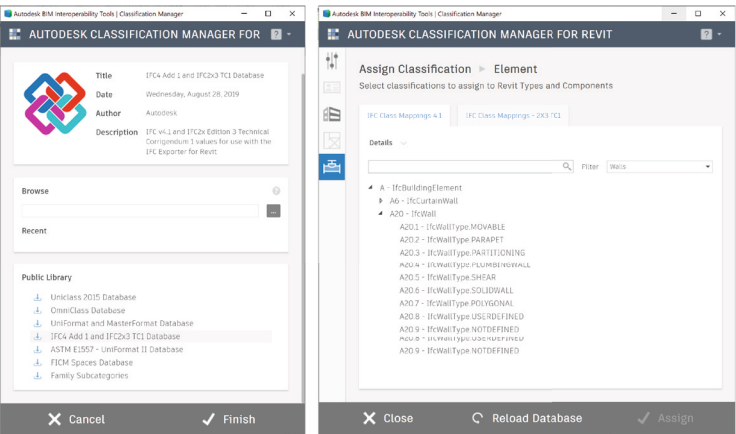 Autodesk BIM Interoperability Tools | Classification Manager
AUTODESK CLASSIFICATION MANAGER FOR
Title IFC4 Add 1 and IFC2x3 TC1 Database
Date Wednesday, August 28, 2019
Author Autodesk
Description IFC v4.1 and IFC2x Edition 3 Technical
Corrigendum 1 values for use with the
IFC Exporter for Revit
Browse
...
Recent
Public Library
Uniclass 2015 Database
OmniClass Database
UniFormat and MasterFormat Database
IFC4 Add 1 and IFC2x3 TC1 Database
ASTM E1557 - UniFormat II Database
FICM Spaces Database
Family Subcategories
Cancel Finish
Autodesk BIM Interoperability Tools | Classification Manager
AUTODESK CLASSIFICATION MANAGER FOR REVIT
Assign Classification Element
Select classifications to assign to Revit Types and Components
IFC Class Mappings 4.1 IFC Class Mappings - 2X3 TC1
Details
Filter Walls
A - IfcBuildingElement
A6 - IfcCurtainWall
A20 - IfcWall
A20.1 - IfcWallType.MOVABLE
A20.2 - IfcWallType.PARAPET
A20.3 - IfcWallType.PARTITIONING
A20.4 - IfcWallType.PLUMBINGWALL
A20.5 - IfcWallType.SHEAR
A20.6 - IfcWallType.SOLIDWALL
A20.7 - IfcWallType.POLYGONAL
A20.8 - IfcWallType.USERDEFINED
A20.9 - IfcWallType.NOTDEFINED
A20.8 - IfcWallType.USERDEFINED
A20.9 - IfcWallType.NOTDEFINED
Close Reload Database Assign